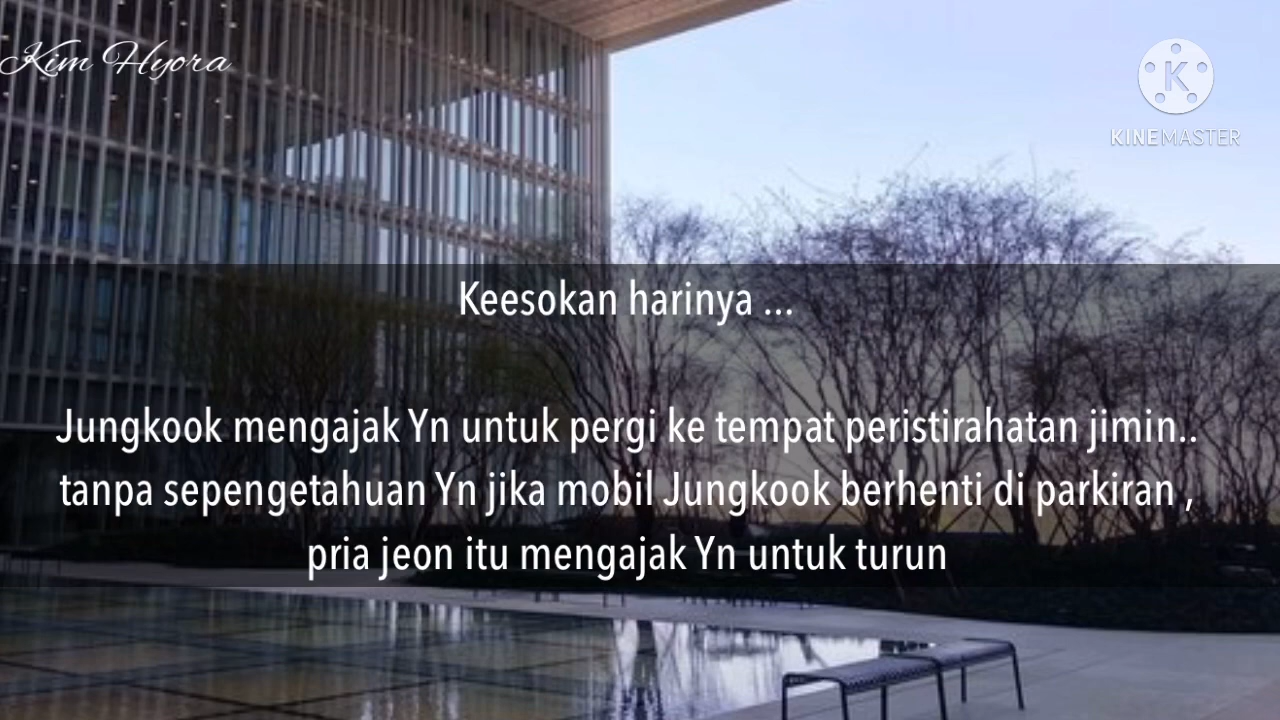 Kim Hyora
K
KINEMASTER
Keesokan harinya ...
Jungkook mengajak Yn untuk pergi ke tempat peristirahatan jimin..
tanpa sepengetahuan Yn jika mobil Jungkook berhenti di parkiran ,
pria jeon itu mengajak Yn untuk turun